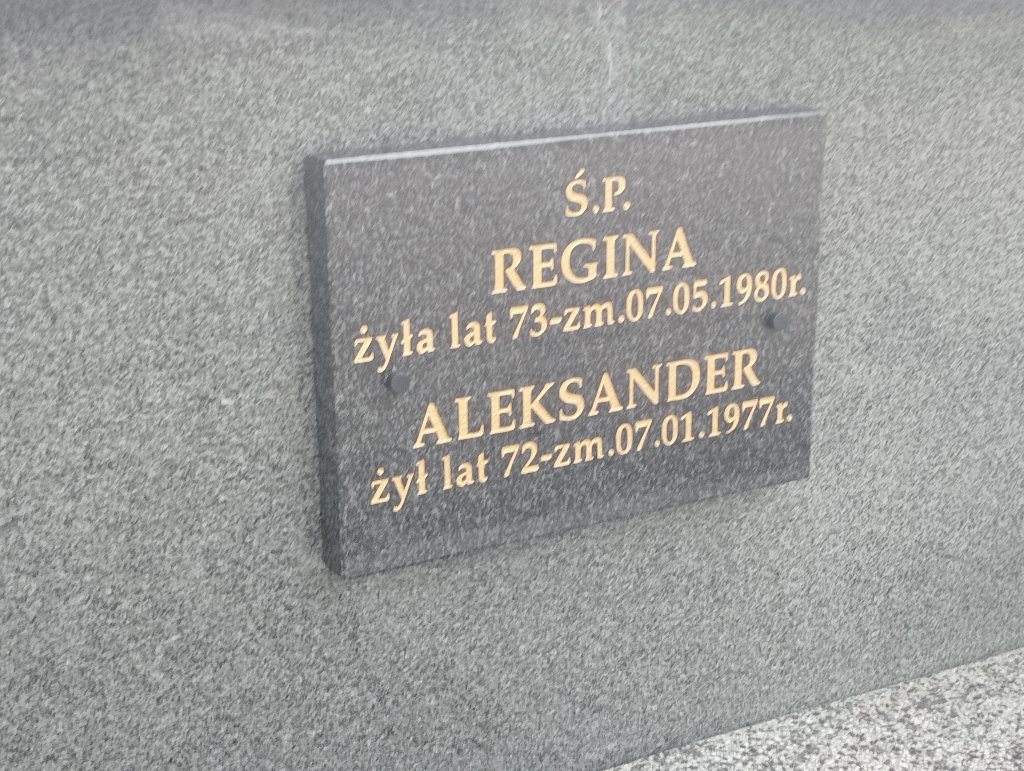 Ś.P.
REGINA
żyła lat 73-zm.07.05.1980r.
ALEKSANDER
żył lat 72-zm.07.01.1977r.